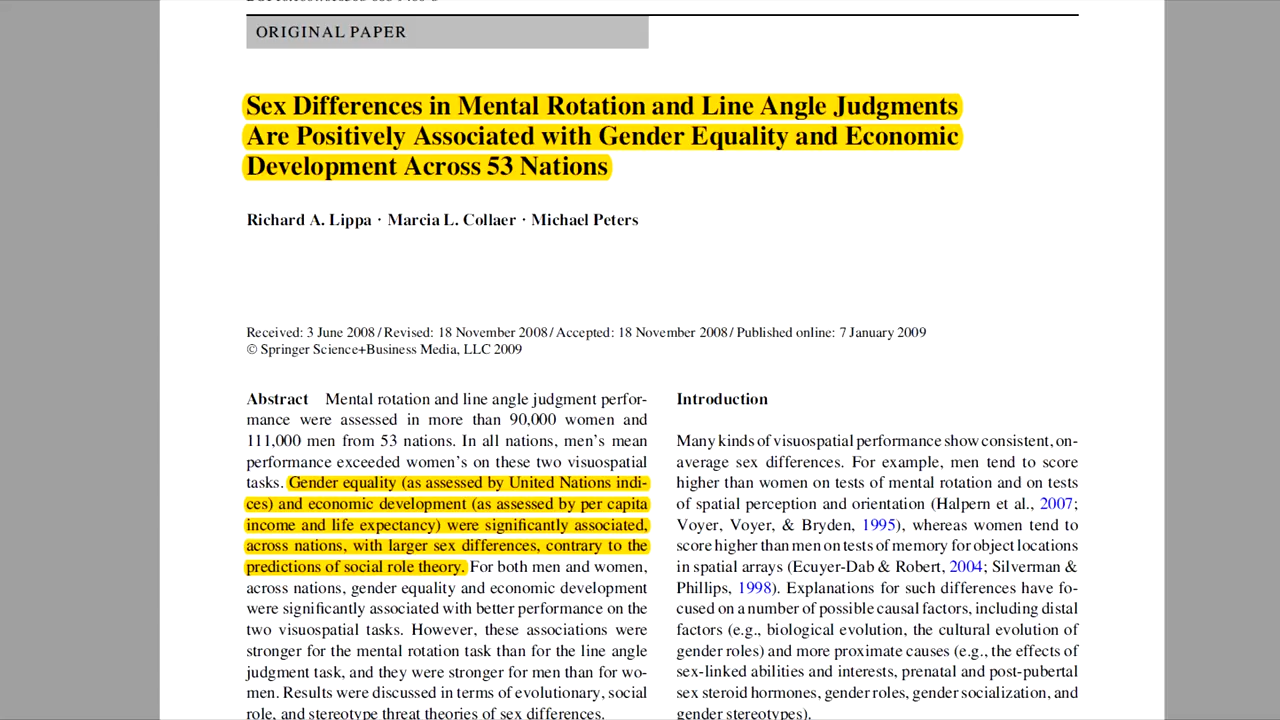 ORIGINAL PAPER
Sex Differences in Mental Rotation and Line Angle Judgments
Are Positively Associated with Gender Equality and Economic
Development Across 53 Nations
Richard A. Lippa · Marcia L. Collaer · Michael Peters
Received: 3 June 2008 / Revised: 18 November 2008 / Accepted: 18 November 2008 / Published online: 7 January 2009
© Springer Science+Business Media, LLC 2009
Abstract Mental rotation and line angle judgment perfor-
mance were assessed in more than 90,000 women and
111,000 men from 53 nations. In all nations, men's mean
performance exceeded women's on these two visuospatial
tasks. Gender equality (as assessed by United Nations indi-
ces) and economic development (as assessed by per capita
income and life expectancy) were significantly associated,
across nations, with larger sex differences, contrary to the
predictions of social role theory. For both men and women,
across nations, gender equality and economic development
were significantly associated with better performance on the
two visuospatial tasks. However, these associations were
stronger for the mental rotation task than for the line angle
judgment task, and they were stronger for men than for wo-
men. Results were discussed in terms of evolutionary, social
role, and stereotype threat theories of sex differences.
Introduction
Many kinds of visuospatial performance show consistent, on-
average sex differences. For example, men tend to score
higher than women on tests of mental rotation and on tests
of spatial perception and orientation (Halpern et al., 2007;
Voyer, Voyer, & Bryden, 1995), whereas women tend to
score higher than men on tests of memory for object locations
in spatial arrays (Ecuyer-Dab & Robert, 2004; Silverman &
Phillips, 1998). Explanations for such differences have fo-
cused on a number of possible causal factors, including distal
factors (e.g., biological evolution, the cultural evolution of
gender roles) and more proximate causes (e.g., the effects of
sex-linked abilities and interests, prenatal and post-pubertal
sex steroid hormones, gender roles, gender socialization, and
gender stereotypes).